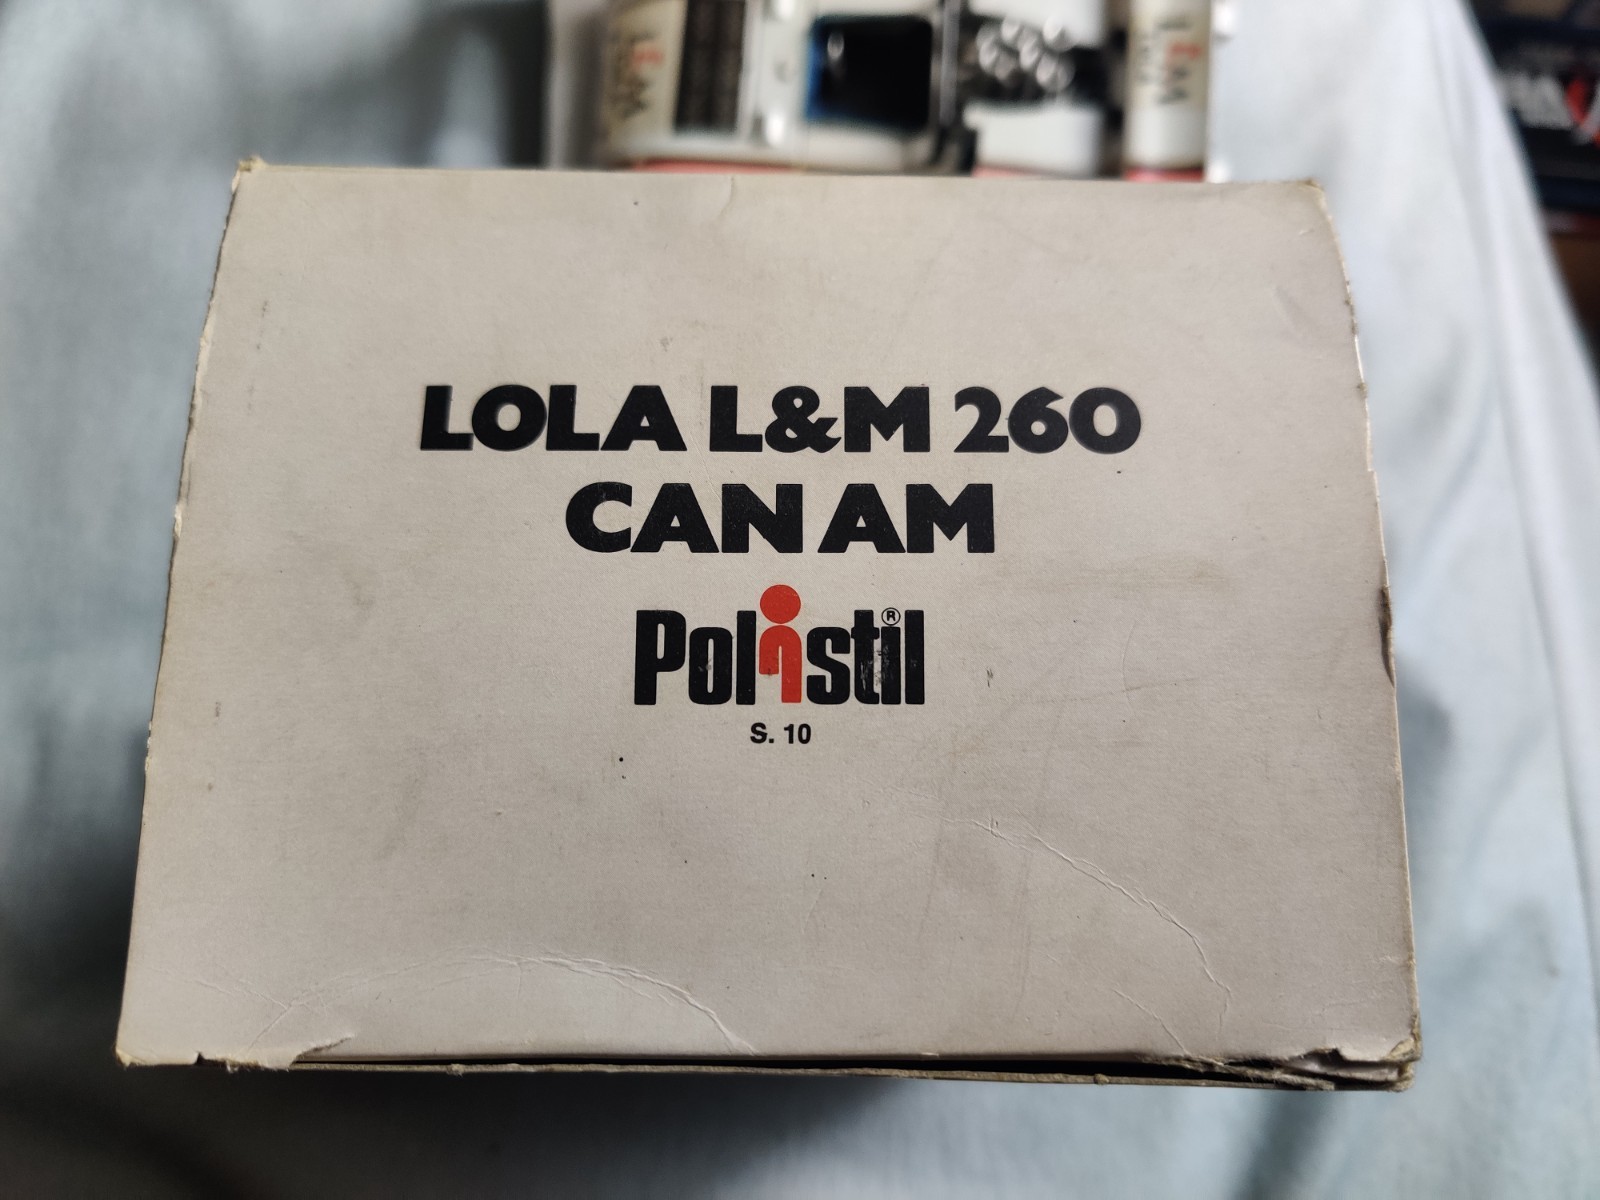 L&M
L&M
LOLA L&M 260
CAN AM
Polistil®
S. 10